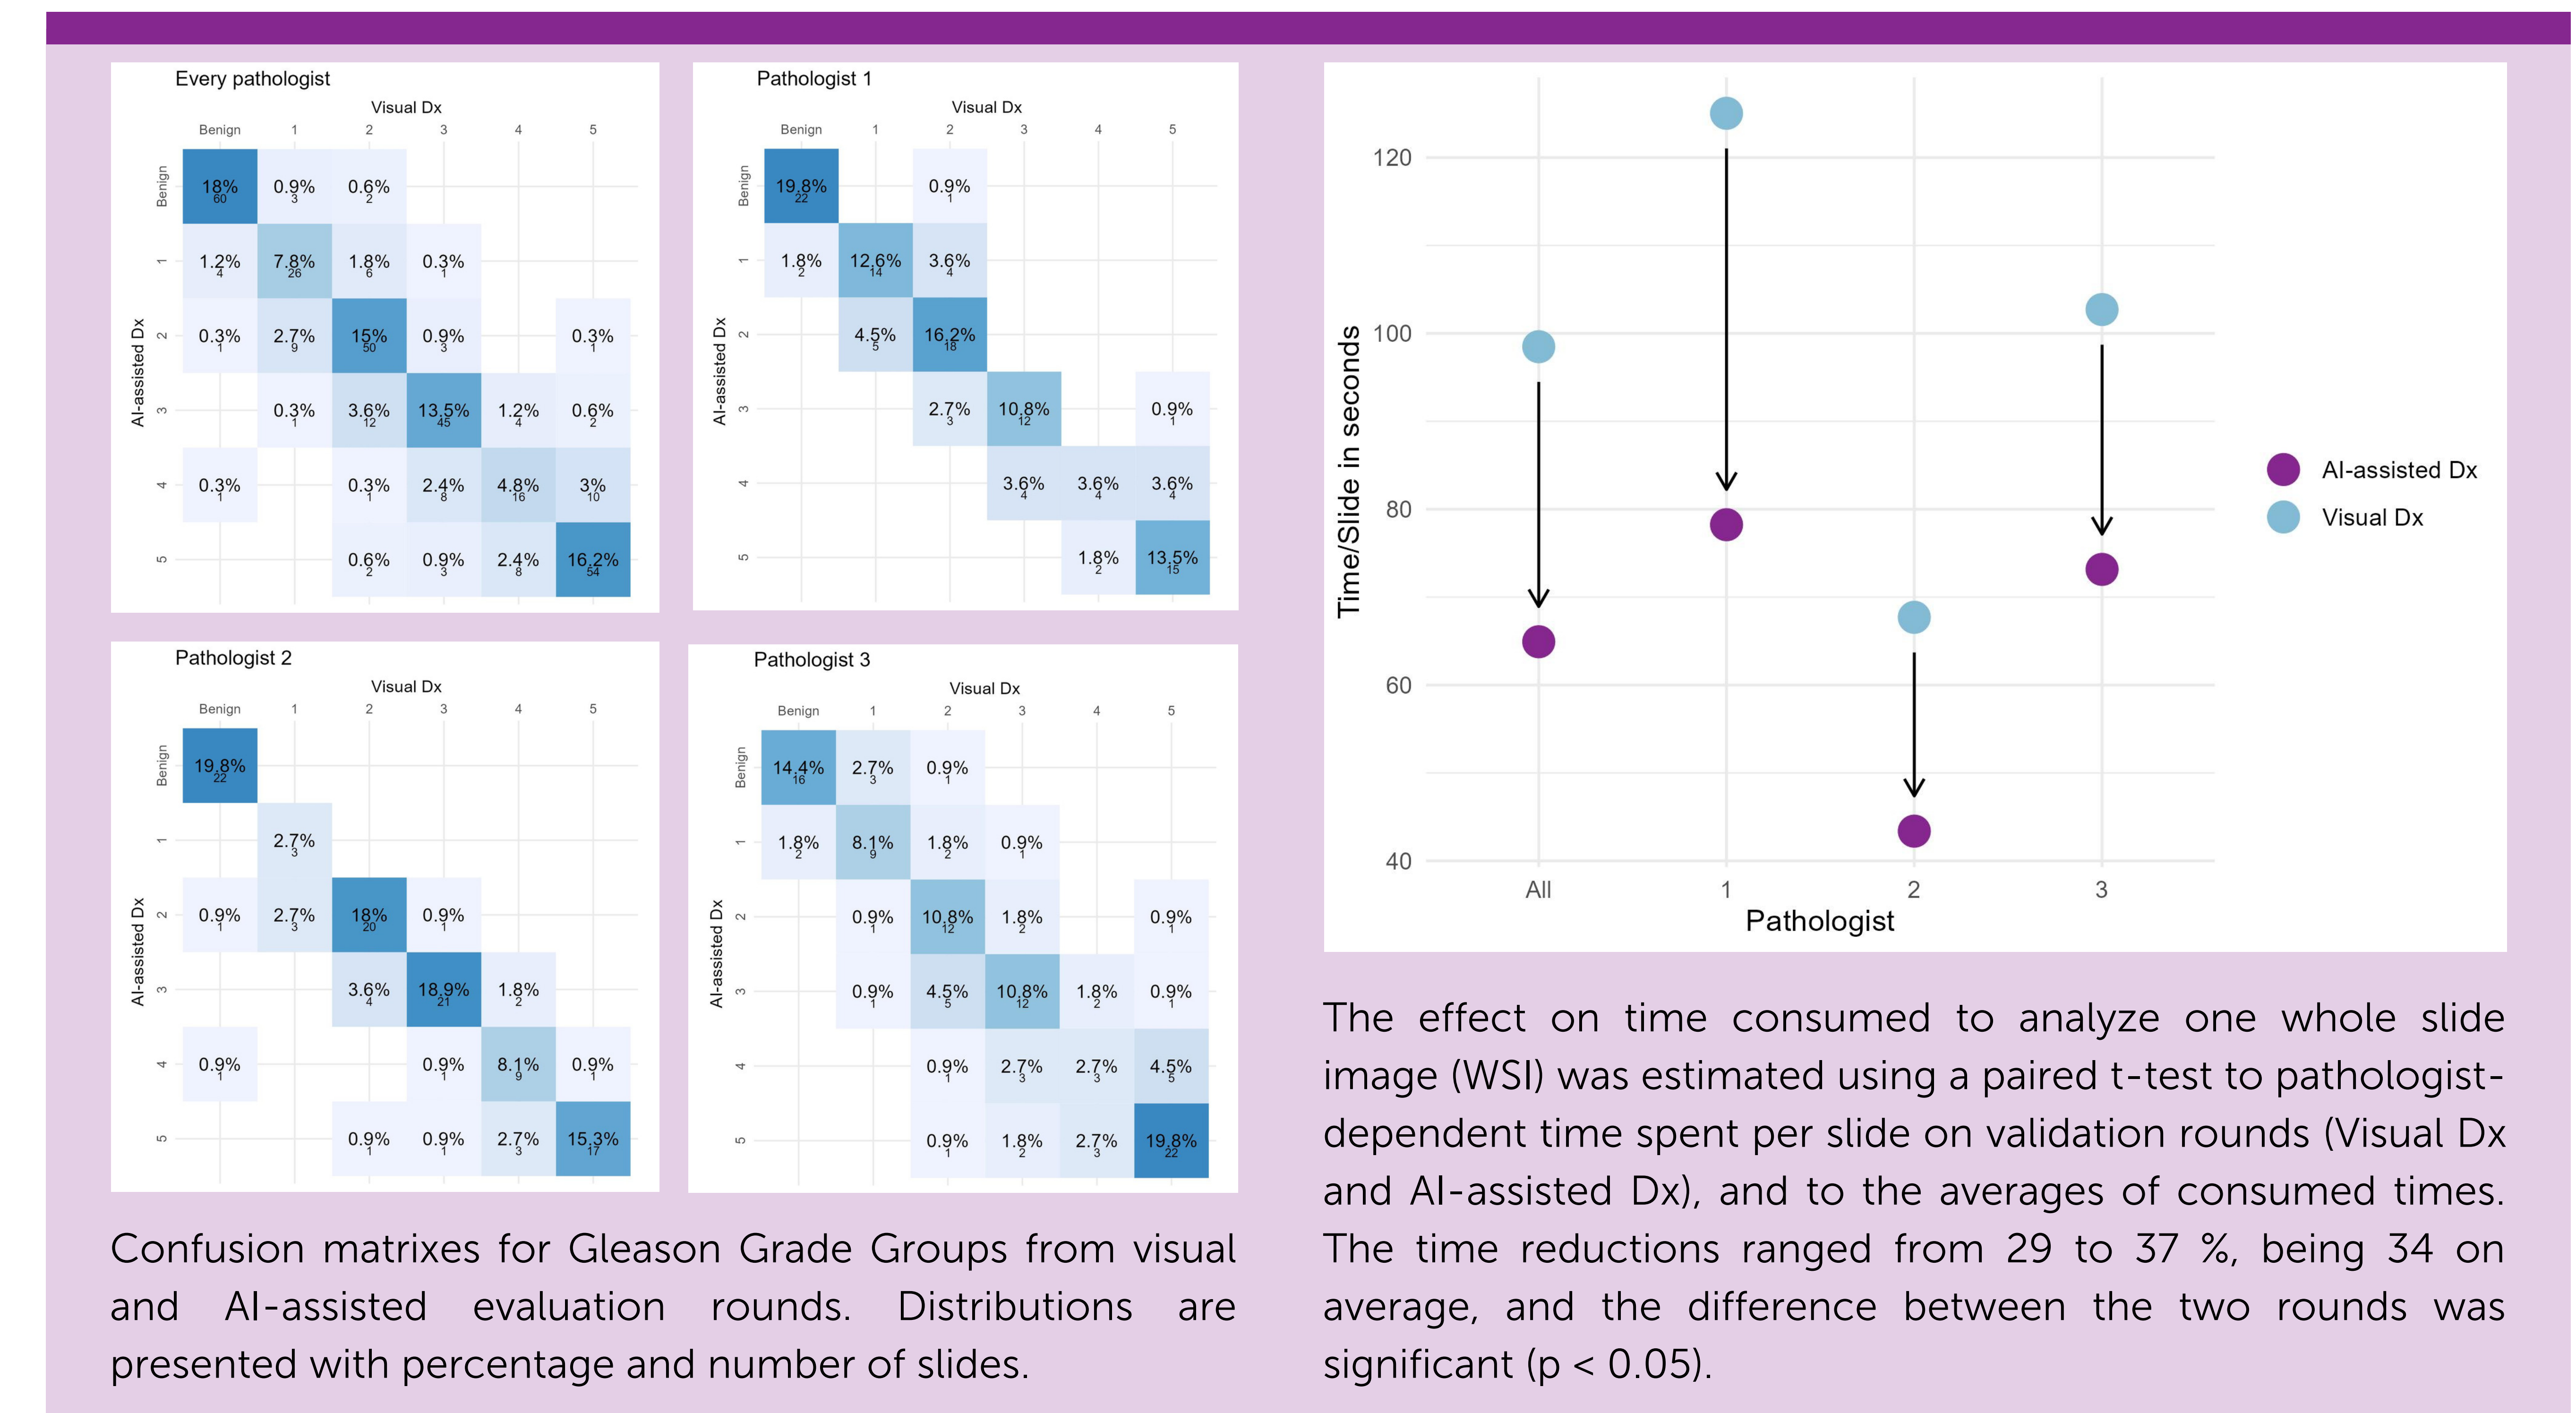 Every pathologist
Visual Dx
Benign 1 2 3 4 5
AI-assisted Dx
Benign 18% 60 0.9% 3 0.6% 2
1 1.2% 4 7.8% 26 1.8% 6 0.3% 1
2 0.3% 1 2.7% 9 15% 50 0.9% 3 0.3% 1
3 0.3% 1 3.6% 12 13.5% 45 1.2% 4 0.6% 2
4 0.3% 1 0.3% 1 2.4% 8 4.8% 16 3% 10
5 0.6% 2 0.9% 3 2.4% 8 16.2% 54
Pathologist 1
Visual Dx
Benign 1 2 3 4 5
AI-assisted Dx
Benign 19.8% 22 0.9% 1
1 1.8% 2 12.6% 14 3.6% 4
2 4.5% 5 16.2% 18
3 2.7% 3 10.8% 12 0.9% 1
4 3.6% 4 3.6% 4 3.6% 4
5 1.8% 2 13.5% 15
Pathologist 2
Visual Dx
Benign 1 2 3 4 5
AI-assisted Dx
Benign 19.8% 22
1 2.7% 3
2 0.9% 1 2.7% 3 18% 20 0.9% 1
3 3.6% 4 18.9% 21 1.8% 2
4 0.9% 1 0.9% 1 8.1% 9 0.9% 1
5 0.9% 1 0.9% 1 2.7% 3 15.3% 17
Pathologist 3
Visual Dx
Benign 1 2 3 4 5
AI-assisted Dx
Benign 14.4% 16 2.7% 3 0.9% 1
1 1.8% 2 8.1% 9 1.8% 2 0.9% 1
2 0.9% 1 10.8% 12 1.8% 2 0.9% 1
3 0.9% 1 4.5% 5 10.8% 12 1.8% 2 0.9% 1
4 0.9% 1 2.7% 3 2.7% 3 4.5% 5
5 0.9% 1 1.8% 2 2.7% 3 19.8% 22
Confusion matrixes for Gleason Grade Groups from visual
and AI-assisted evaluation rounds. Distributions are
presented with percentage and number of slides.
Time/Slide in seconds
120
100
80
60
40
All 1 2 3
Pathologist
AI-assisted Dx
Visual Dx
The effect on time consumed to analyze one whole slide
image (WSI) was estimated using a paired t-test to pathologist-
dependent time spent per slide on validation rounds (Visual Dx
and AI-assisted Dx), and to the averages of consumed times.
The time reductions ranged from 29 to 37 %, being 34 on
average, and the difference between the two rounds was
significant (p < 0.05).